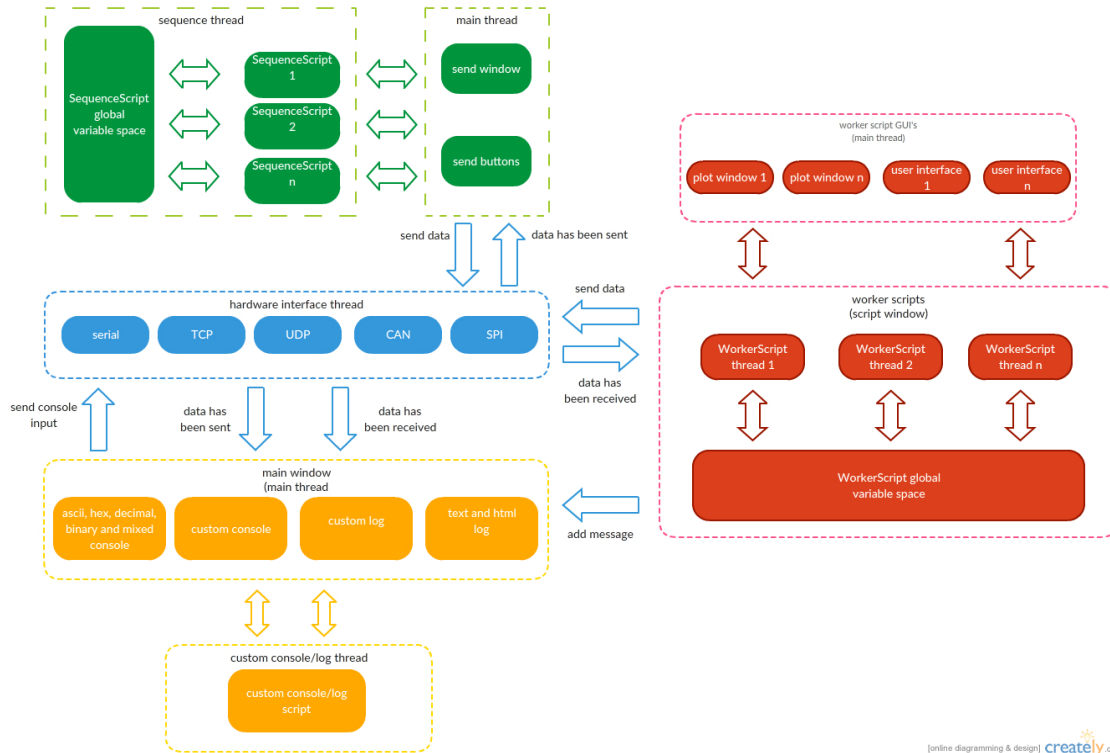 sequence thread
main thread
SequenceScript
global
variable space
SequenceScript
1
SequenceScript
2
SequenceScript
n
send window
send buttons
worker script GUI's
(main thread)
plot window 1
plot window n
user interface
1
user interface
n
send data
data has been sent
hardware interface thread
serial
TCP
UDP
CAN
SPI
send data
data has
been received
worker scripts
(script window)
WorkerScript
thread 1
WorkerScript
thread 2
WorkerScript
thread n
WorkerScript global
variable space
send console
input
data has
been sent
data has
been received
main window
(main thread
ascii, hex, decimal,
binary and mixed
console
custom console
custom log
text and html
log
add message
custom console/log thread
custom console/log
script
[online diagramming & design]
creately.c